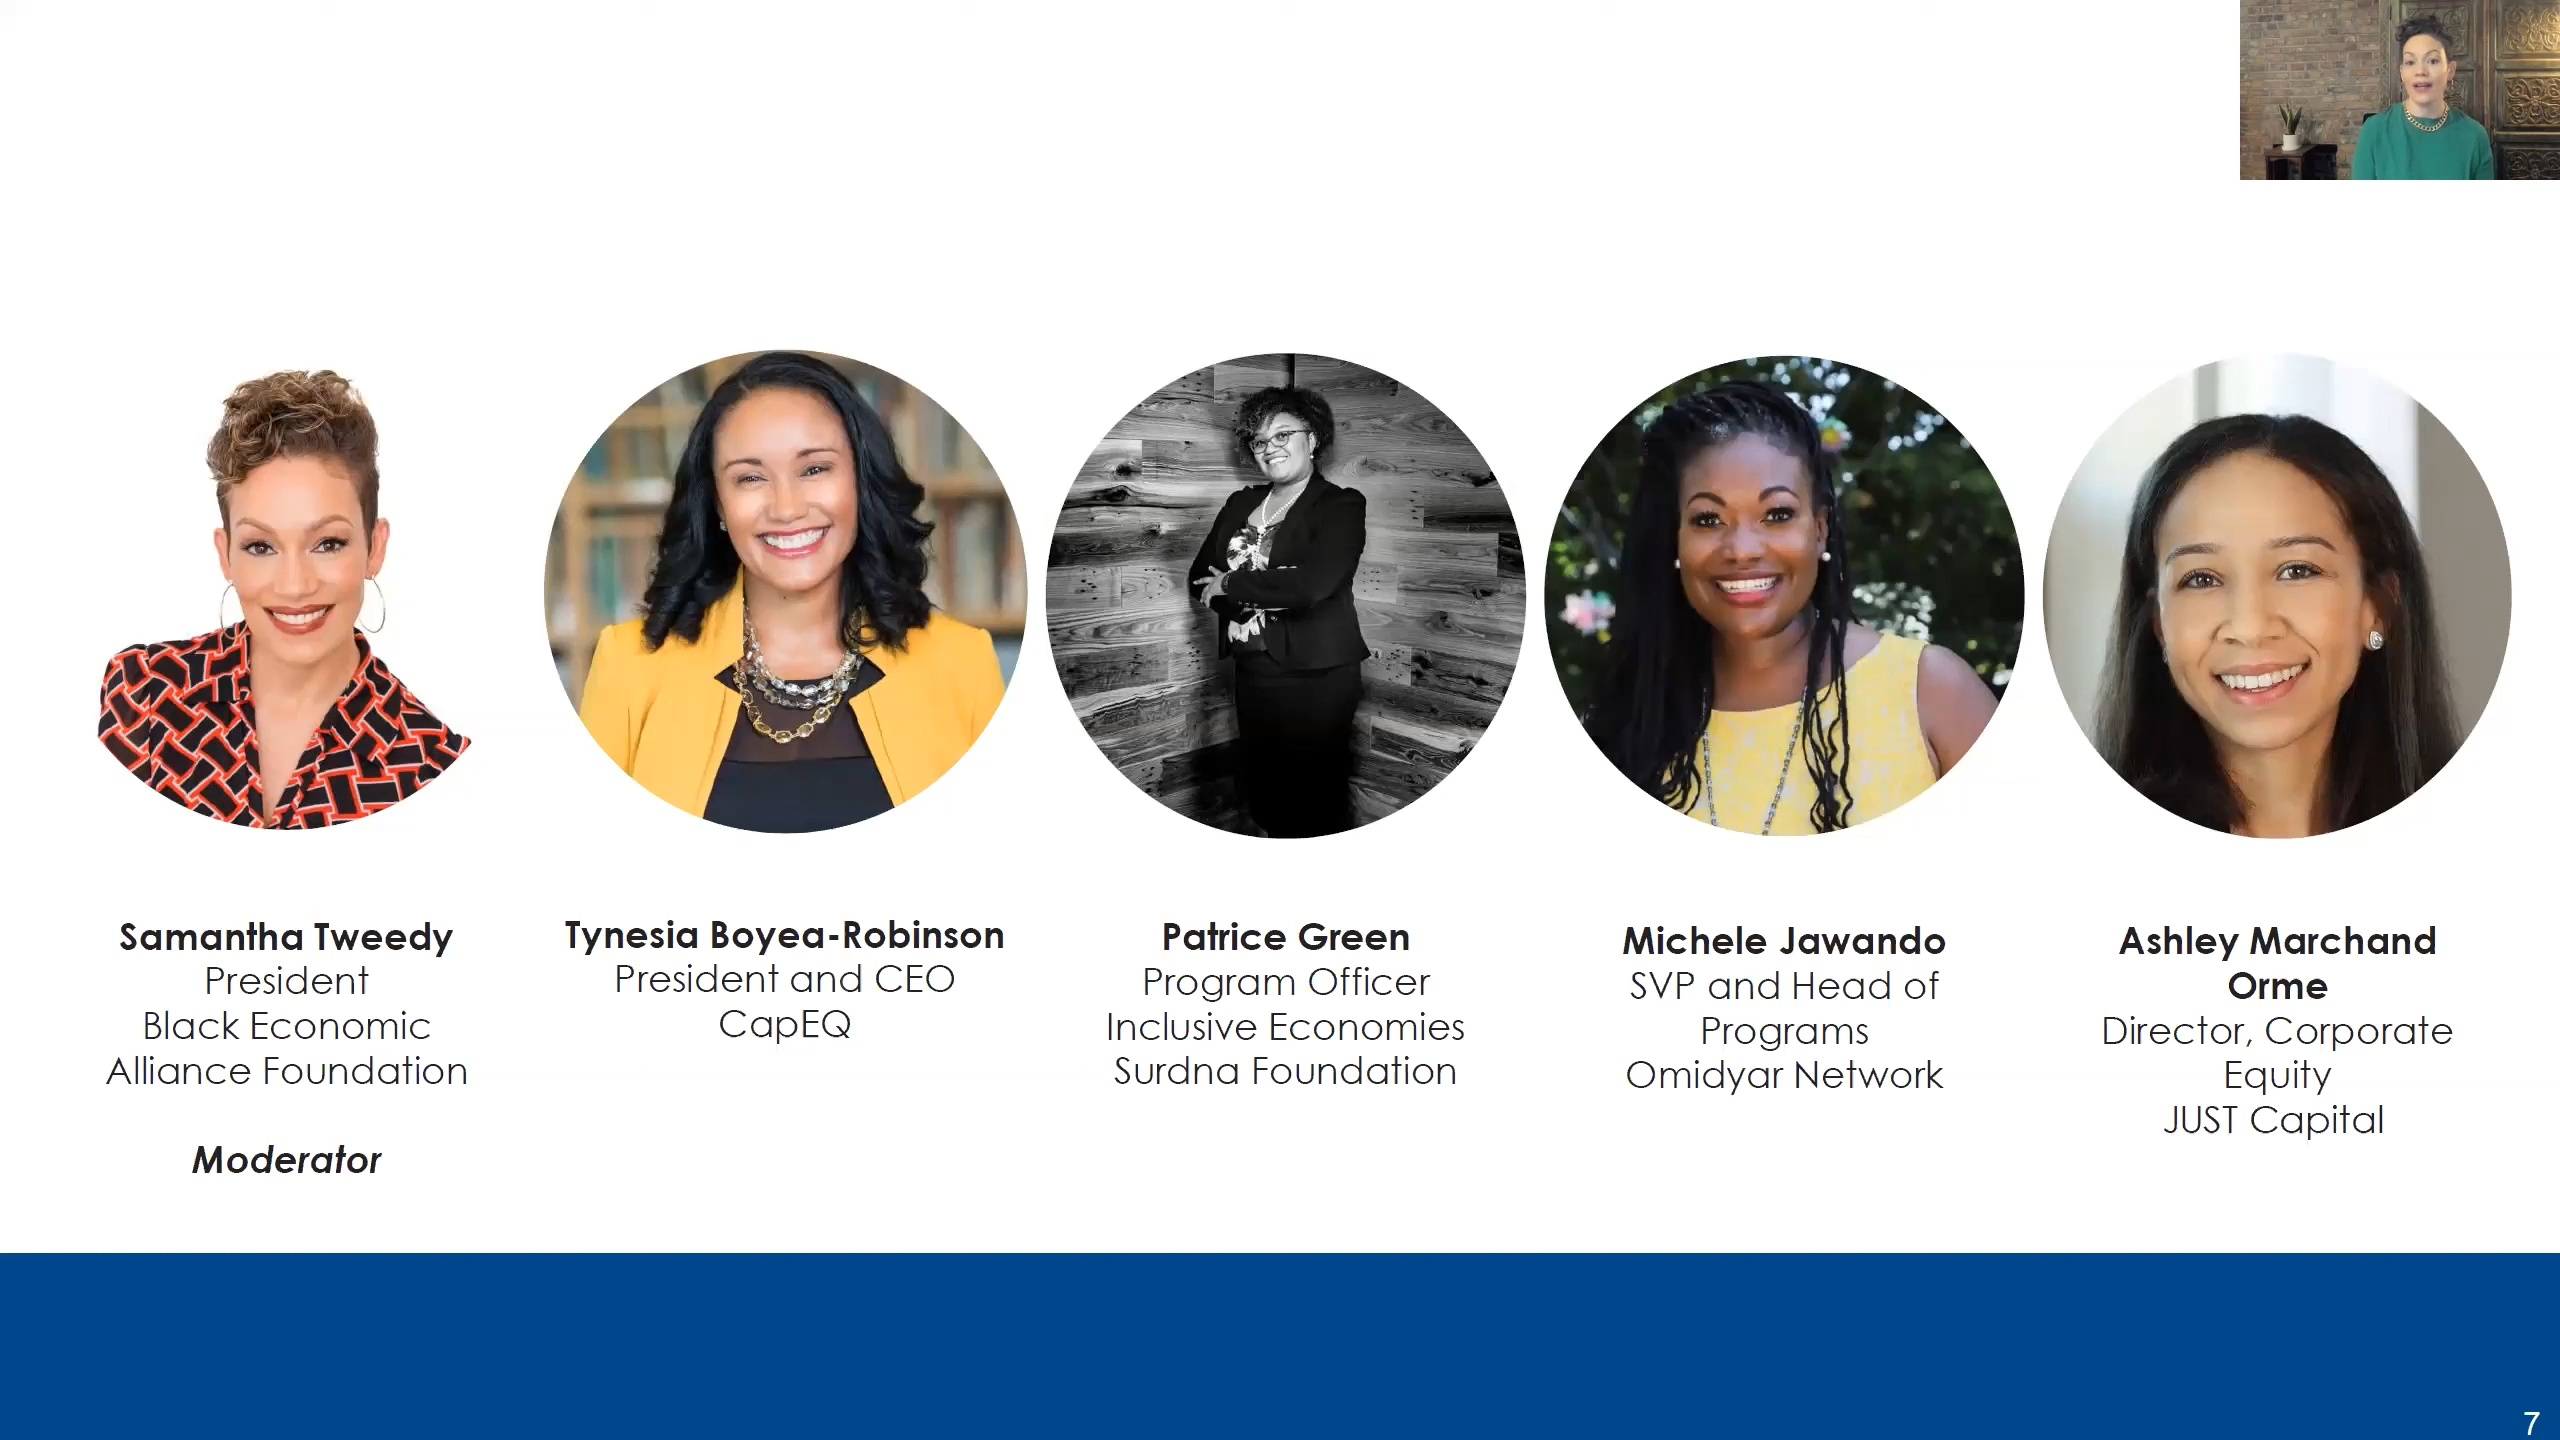 Samantha Tweedy
President
Black Economic
Alliance Foundation
Moderator
Tynesia Boyea-Robinson
President and CEO
CapEQ
Patrice Green
Program Officer
Inclusive Economies
Surdna Foundation
Michele Jawando
SVP and Head of
Programs
Omidyar Network
Ashley Marchand
Orme
Director, Corporate
Equity
JUST Capital
7